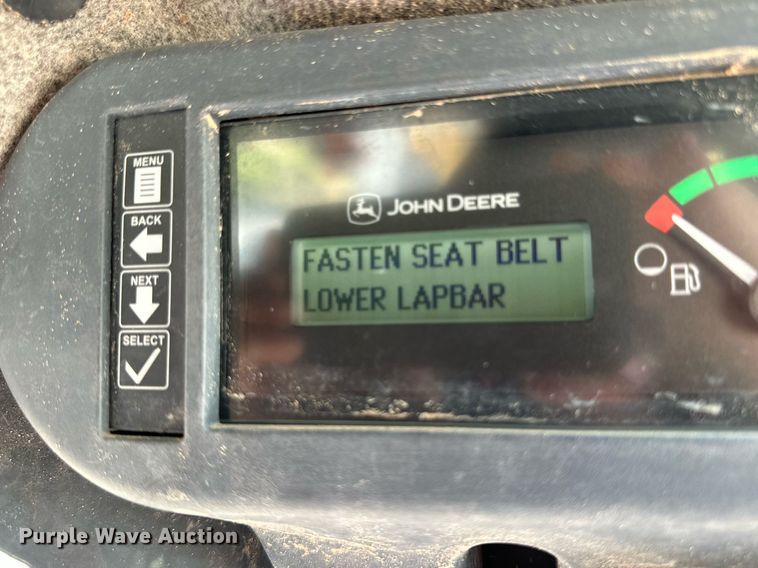 MENU
BACK
NEXT
SELECT
JOHN DEERE
FASTEN SEAT BELT
LOWER LAPBAR
Purple Wave Auction